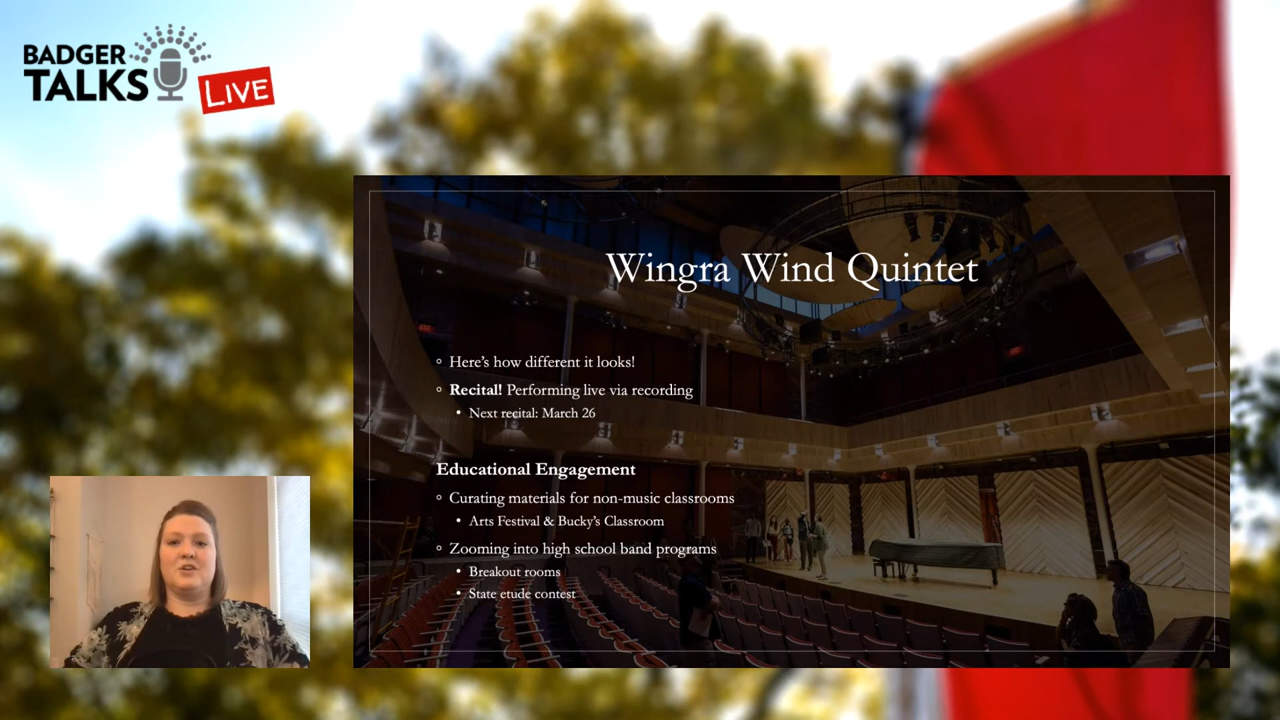 BADGER
TALKS
LIVE
Wingra Wind Quintet
Here's how different it looks!
Recital! Performing live via recording
Next recital: March 26
Educational Engagement
Curating materials for non-music classrooms
Arts Festival & Bucky's Classroom
Zooming into high school band programs
Breakout rooms
State etude contest